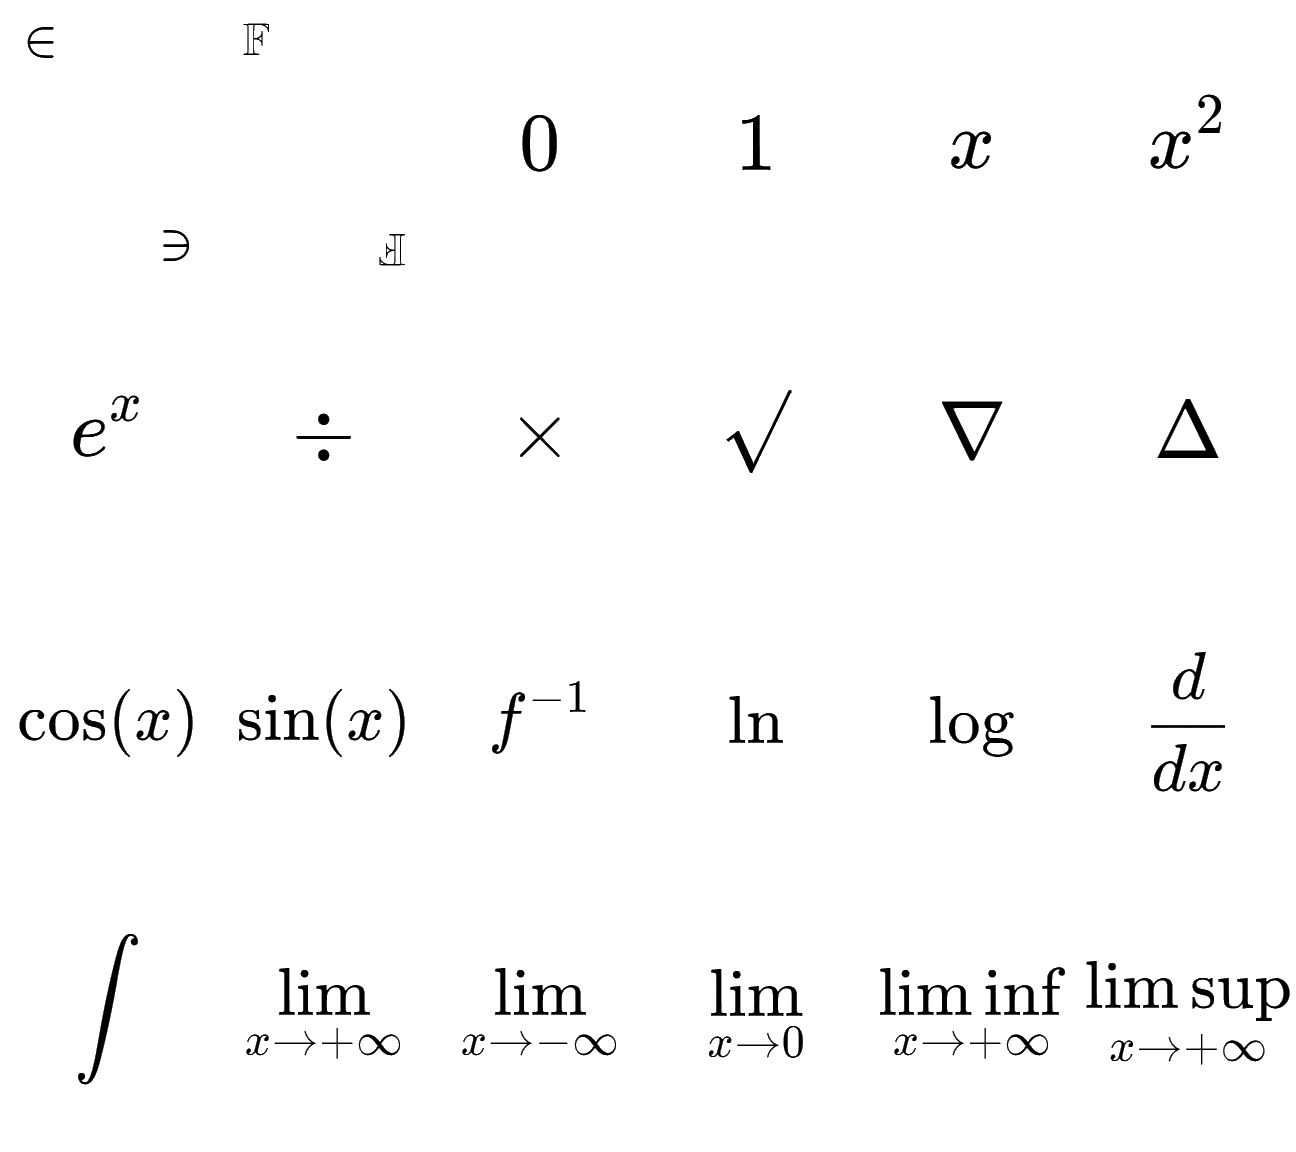 ∈ 𝔽
0 1 x x²
∈ 𝔽
eˣ ÷ × √ ∇ Δ
cos(x) sin(x) f⁻¹ ln log d/dx
∫ lim x→+∞ lim x→−∞ lim x→0 lim inf x→+∞ lim sup x→+∞